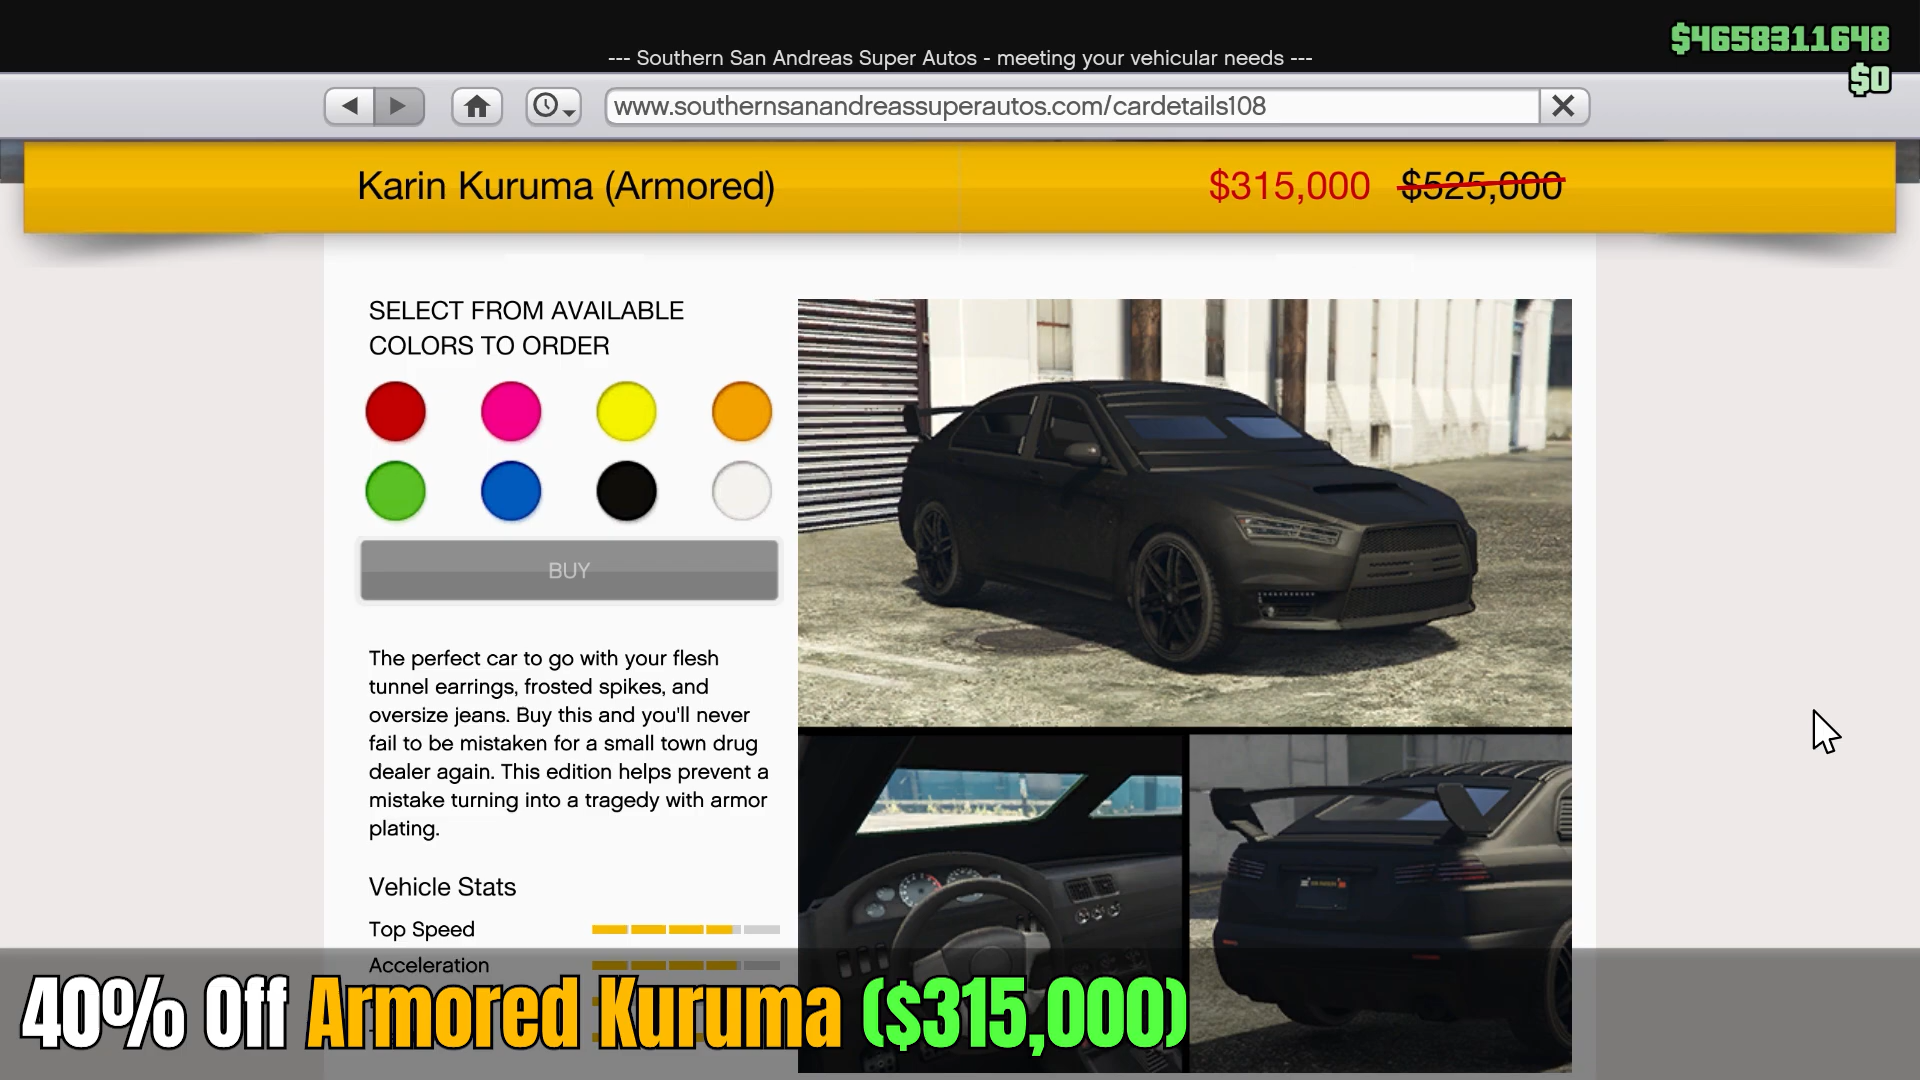 $4658311648
--- Southern San Andreas Super Autos - meeting your vehicular needs ---
$0
www.southernsanandreassuperautos.com/cardetails108
Karin Kuruma (Armored) $315,000 $525,000
SELECT FROM AVAILABLE
COLORS TO ORDER
BUY
The perfect car to go with your flesh
tunnel earrings, frosted spikes, and
oversize jeans. Buy this and you'll never
fail to be mistaken for a small town drug
dealer again. This edition helps prevent a
mistake turning into a tragedy with armor
plating.
Vehicle Stats
Top Speed
Acceleration
40% Off Armored Kuruma ($315,000)